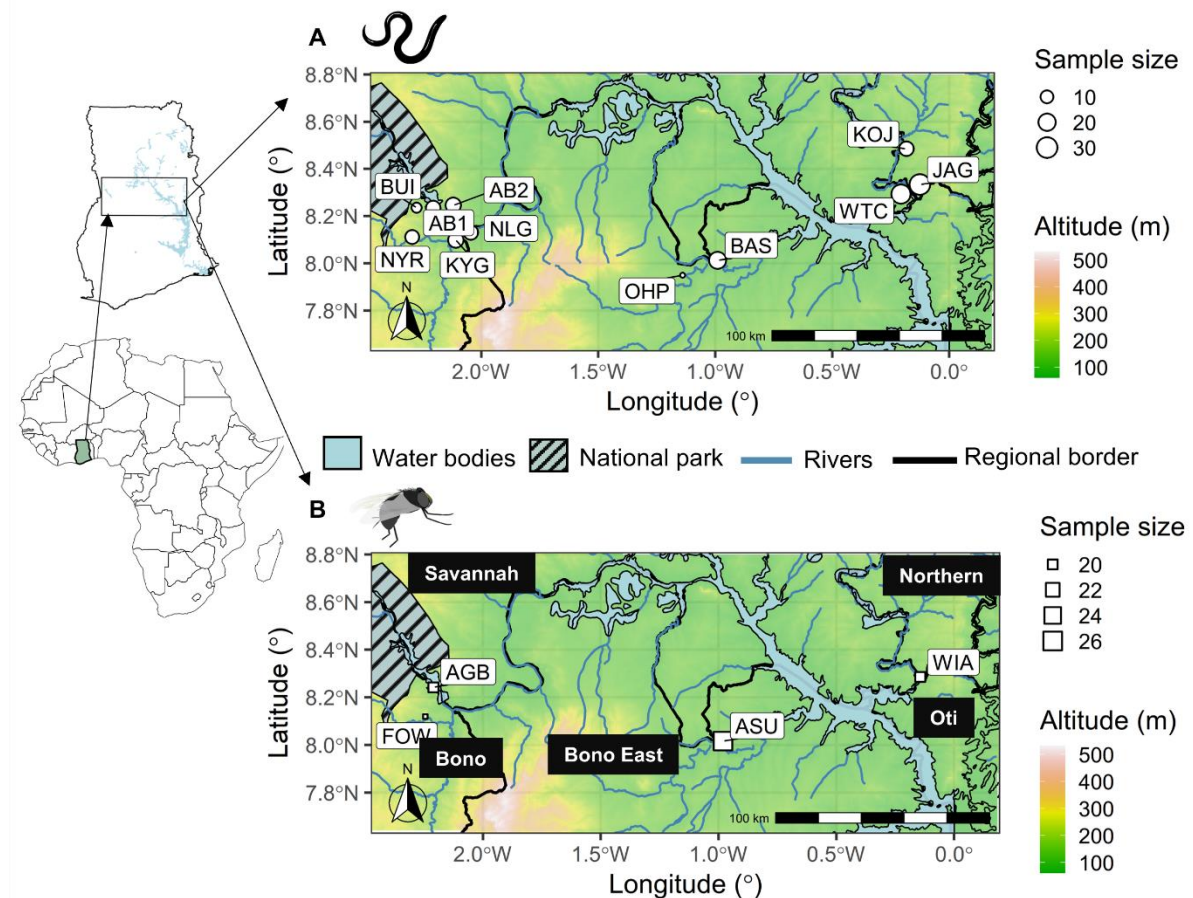 A
8.8°N
8.6°N
8.4°N
8.2°N
8.0°N
7.8°N
Latitude (°)
BUI
AB2
AB1
NLG
NYR
KYG
KOJ
JAG
WTC
BAS
OHP
N
100 km
2.0°W
1.5°W
1.0°W
0.5°W
0.0°
Longitude (°)
Sample size
10
20
30
Altitude (m)
500
400
300
200
100
Water bodies
National park
Rivers
Regional border
B
8.8°N
8.6°N
8.4°N
8.2°N
8.0°N
7.8°N
Latitude (°)
Savannah
Northern
AGB
WIA
FOW
Bono
Bono East
ASU
Oti
N
100 km
2.0°W
1.5°W
1.0°W
0.5°W
0.0°
Longitude (°)
Sample size
20
22
24
26
Altitude (m)
500
400
300
200
100